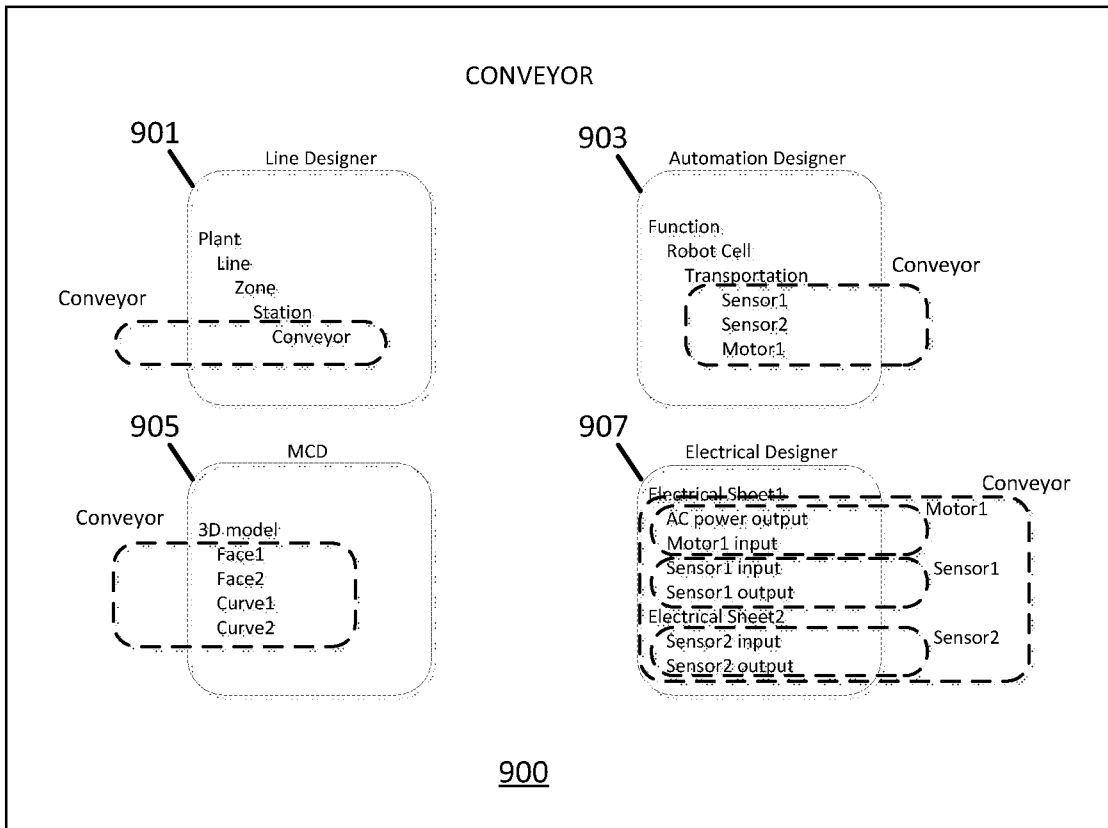 CONVEYOR
901
Line Designer
Plant
Line
Zone
Station
Conveyor
Conveyor
903
Automation Designer
Function
Robot Cell
Transportation
Conveyor
Sensor1
Sensor2
Motor1
905
MCD
Conveyor
3D model
Face1
Face2
Curve1
Curve2
907
Electrical Designer
Conveyor
Electrical Sheet1
Motor1
AC power output
Motor1 input
Sensor1 input
Sensor1
Sensor1 output
Electrical Sheet2
Sensor2 input
Sensor2
Sensor2 output
900